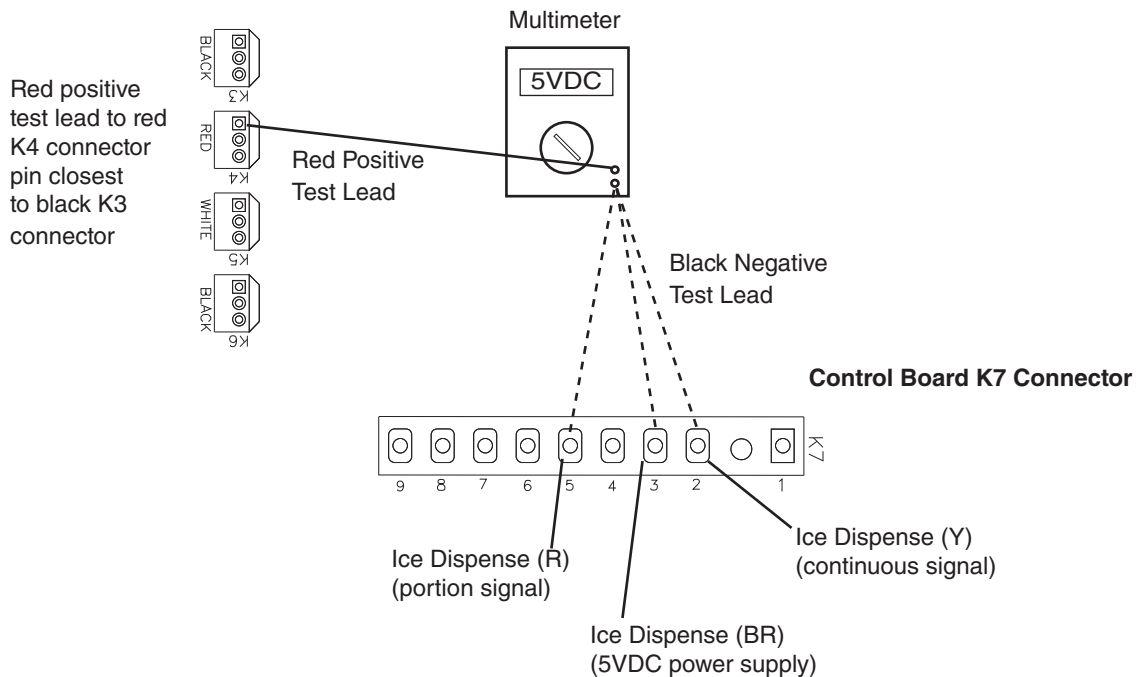 Multimeter
5VDC
BLACK
K3
RED
K4
WHITE
K5
BLACK
K6
Red positive
test lead to red
K4 connector
pin closest
to black K3
connector
Red Positive
Test Lead
Black Negative
Test Lead
Control Board K7 Connector
K7
9 8 7 6 5 4 3 2 1
Ice Dispense (R)
(portion signal)
Ice Dispense (Y)
(continuous signal)
Ice Dispense (BR)
(5VDC power supply)